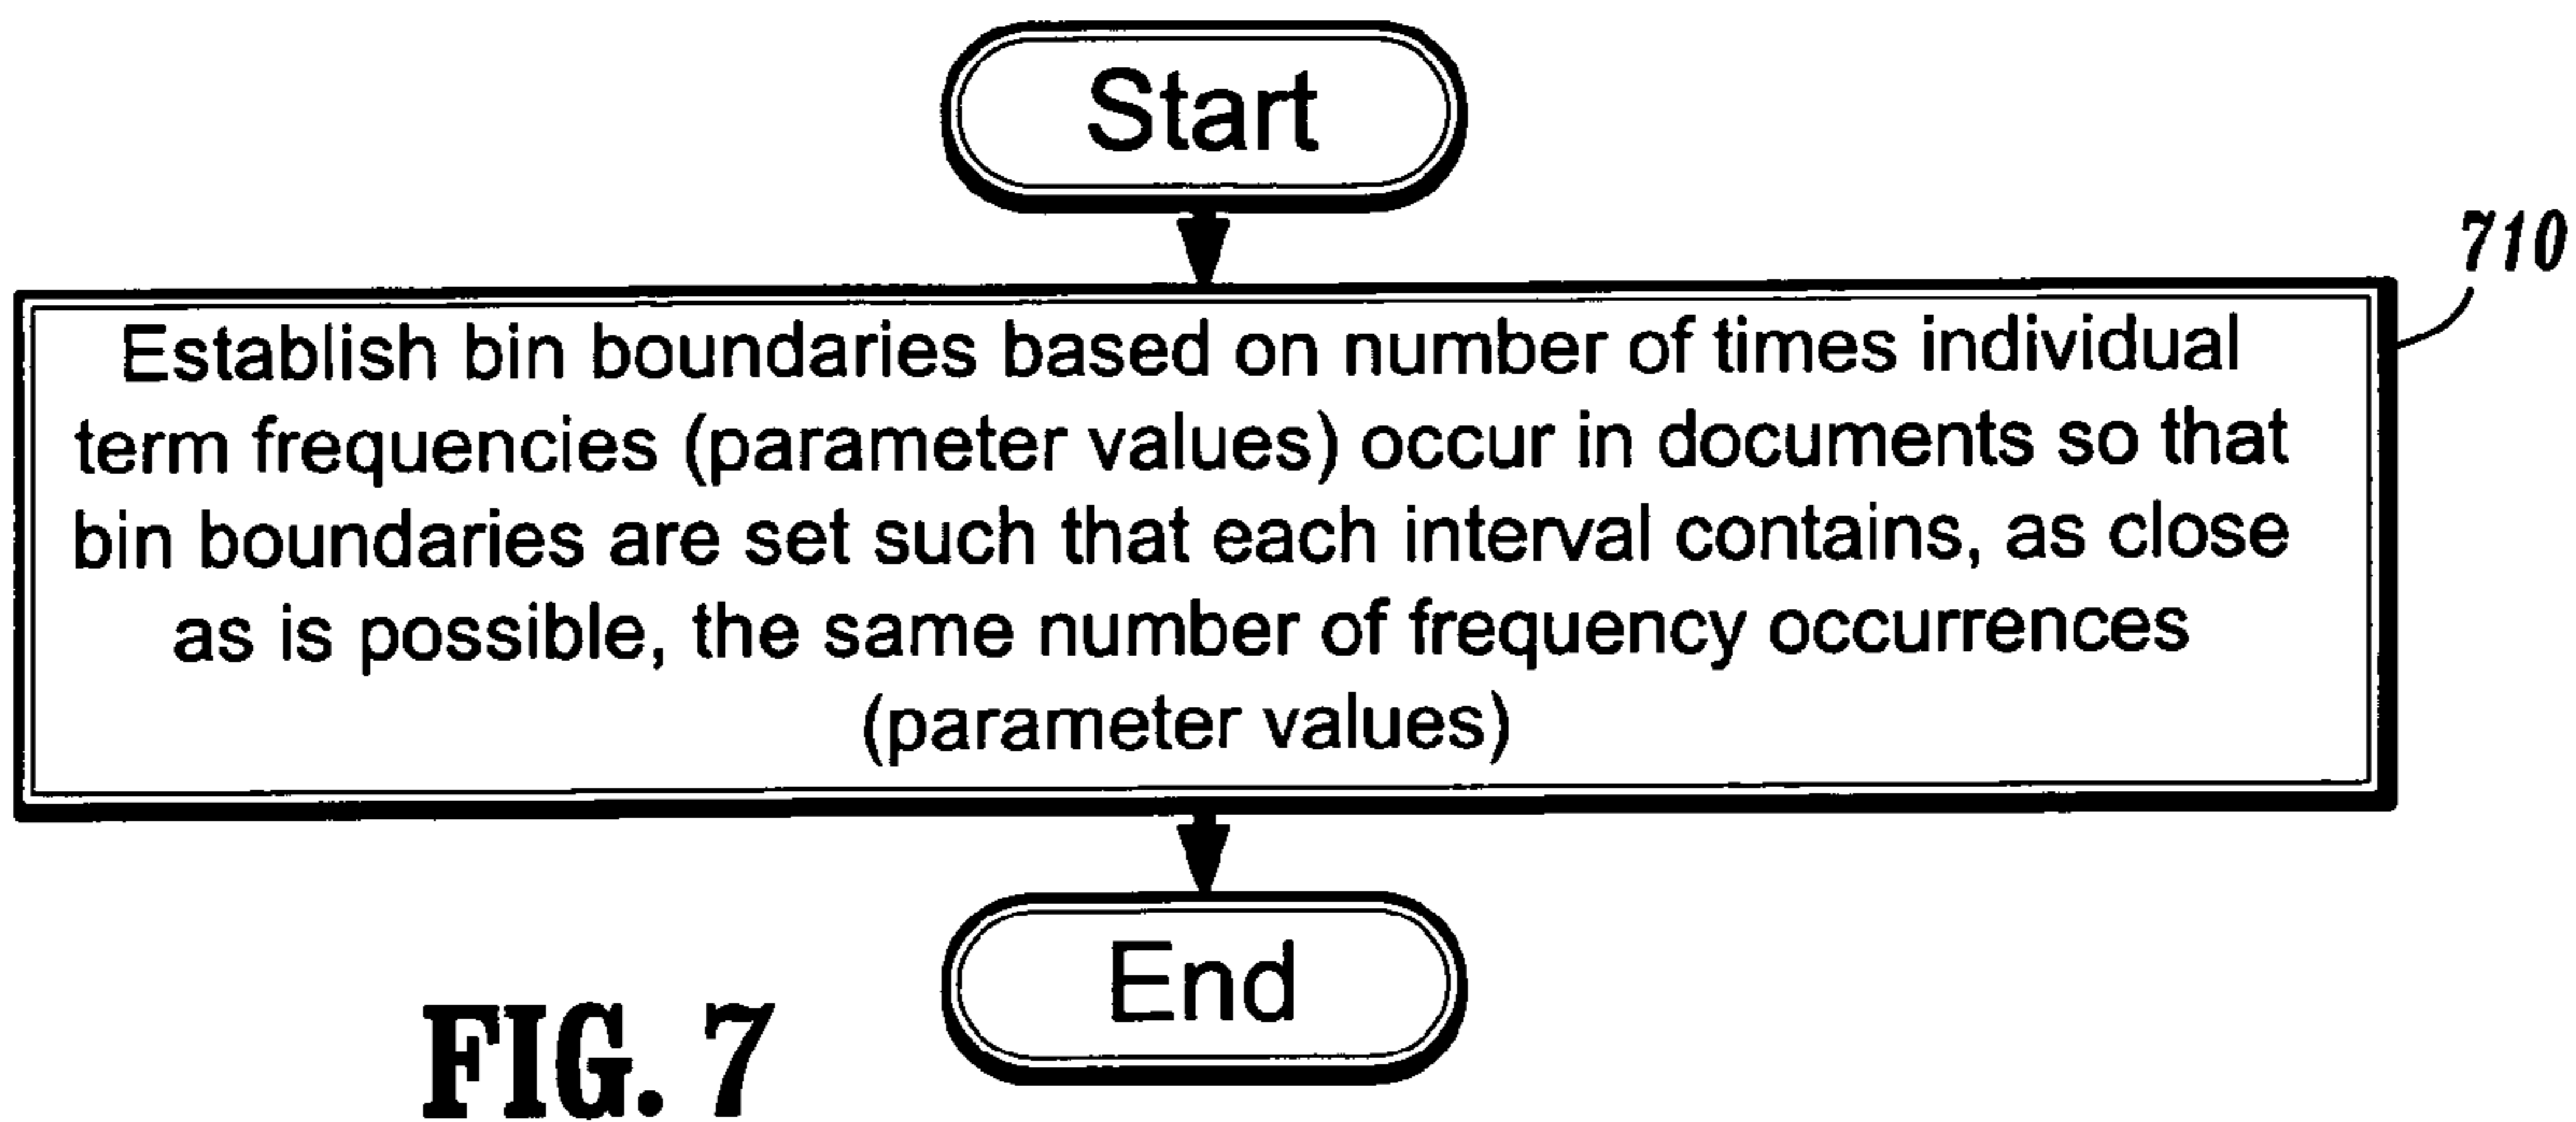 Start
710
Establish bin boundaries based on number of times individual
term frequencies (parameter values) occur in documents so that
bin boundaries are set such that each interval contains, as close
as is possible, the same number of frequency occurrences
(parameter values)
End
FIG. 7